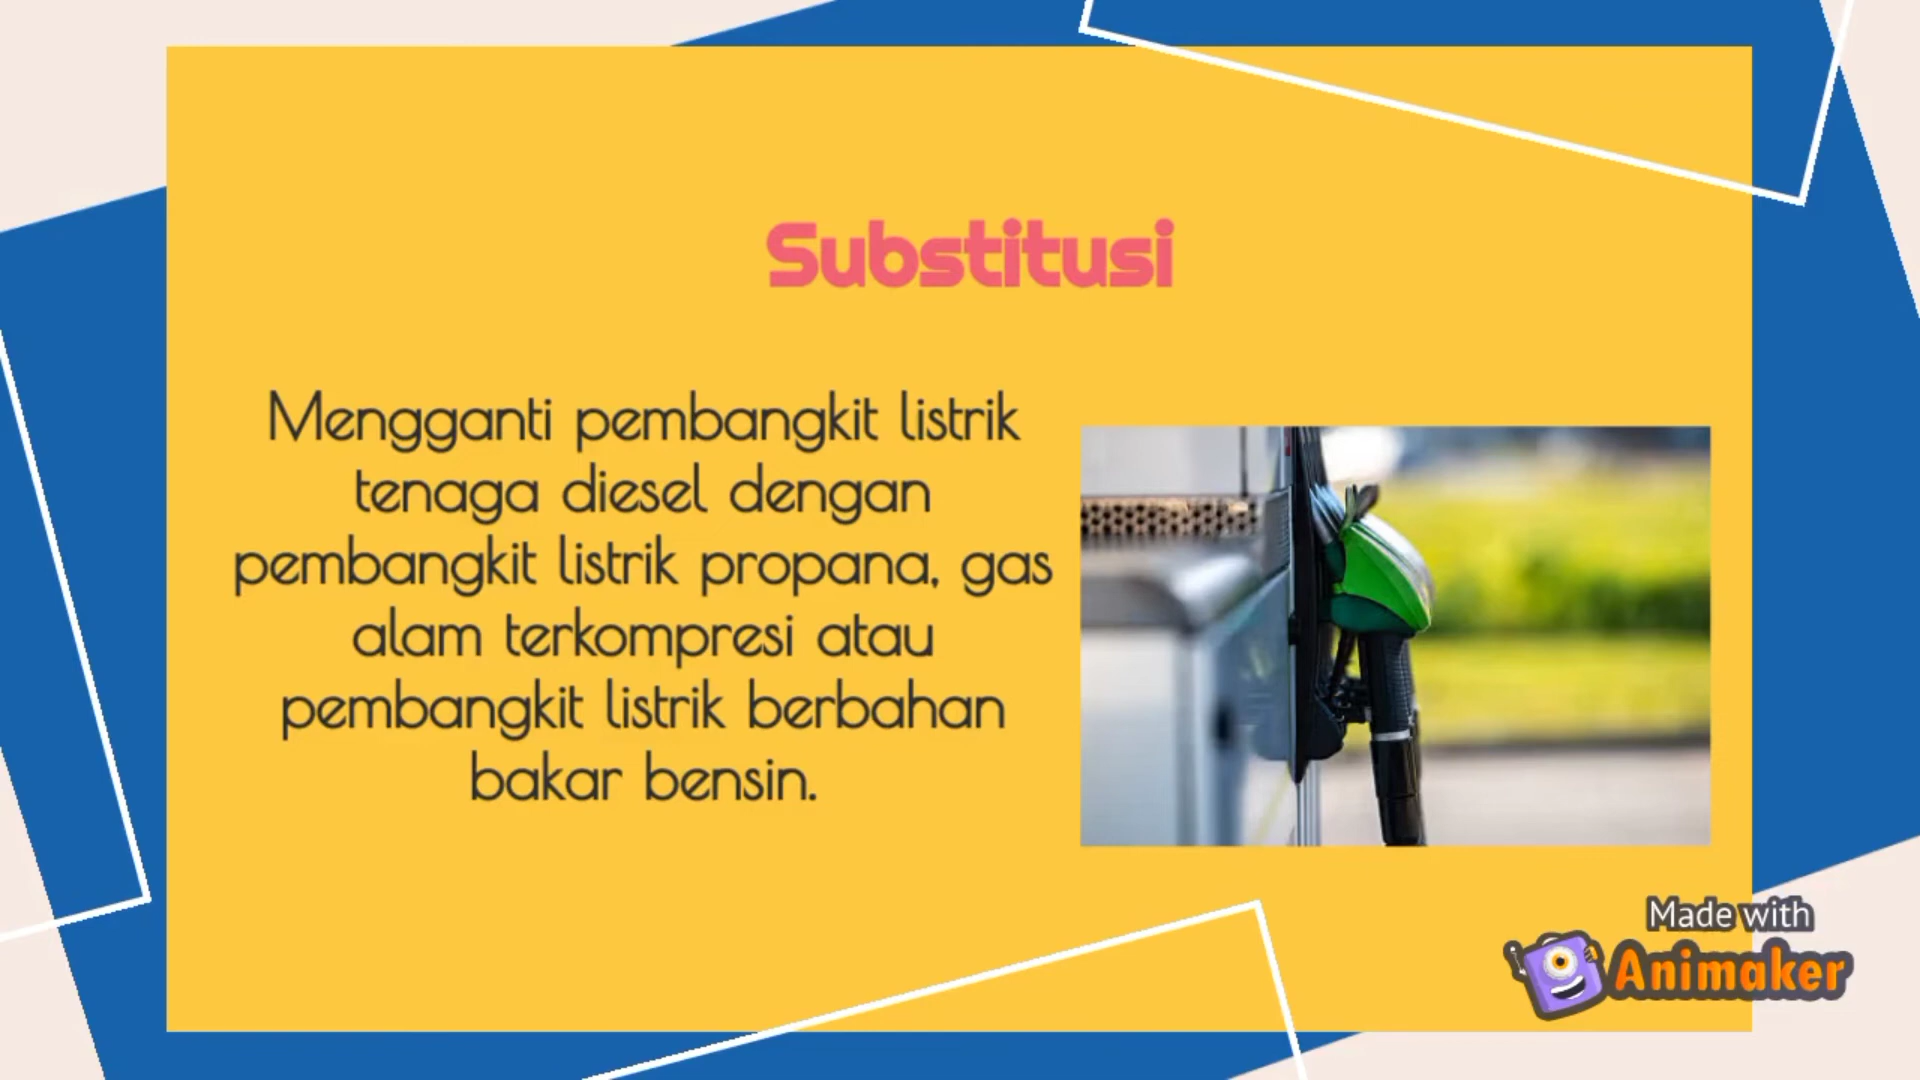 Substitusi
Mengganti pembangkit listrik
tenaga diesel dengan
pembangkit listrik propana, gas
alam terkompresi atau
pembangkit listrik berbahan
bakar bensin.
Made with
Animaker